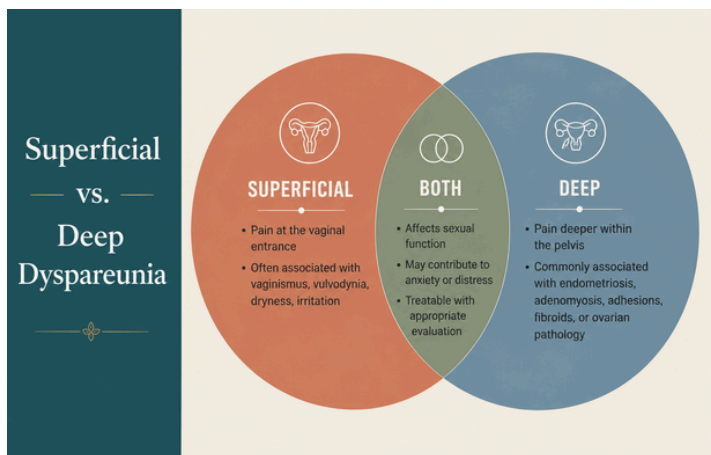 Superficial
vs.
Deep
Dyspareunia
SUPERFICIAL
• Pain at the vaginal
entrance
• Often associated with
vaginismus, vulvodynia,
dryness, irritation
BOTH
• Affects sexual
function
• May contribute to
anxiety or distress
• Treatable with
appropriate
evaluation
DEEP
• Pain deeper within
the pelvis
• Commonly associated
with endometriosis,
adenomyosis, adhesions,
fibroids, or ovarian
pathology